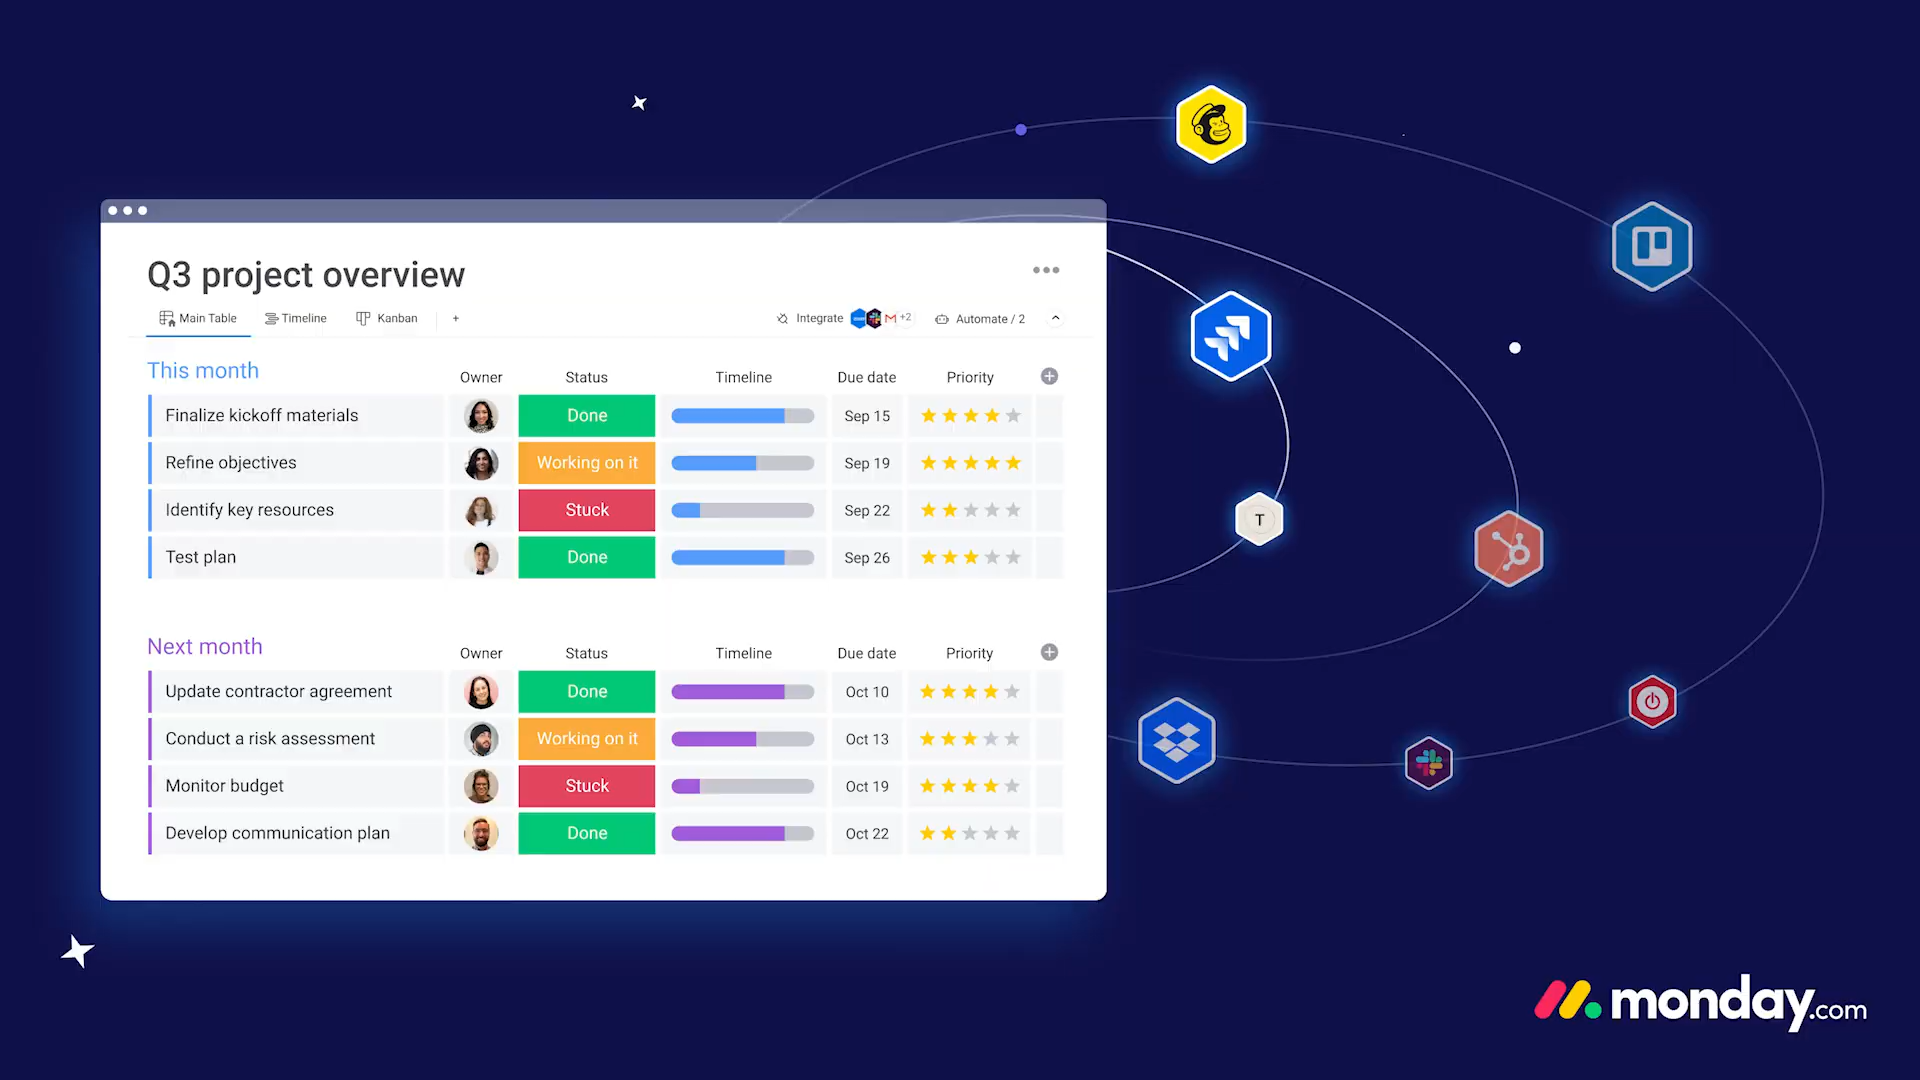 Q3 project overview
Main Table Timeline Kanban + Integrate +2 Automate / 2
This month Owner Status Timeline Due date Priority
Finalize kickoff materials Done Sep 15
Refine objectives Working on it Sep 19
Identify key resources Stuck Sep 22
Test plan Done Sep 26
T
Next month Owner Status Timeline Due date Priority
Update contractor agreement Done Oct 10
Conduct a risk assessment Working on it Oct 13
Monitor budget Stuck Oct 19
Develop communication plan Done Oct 22
monday.com